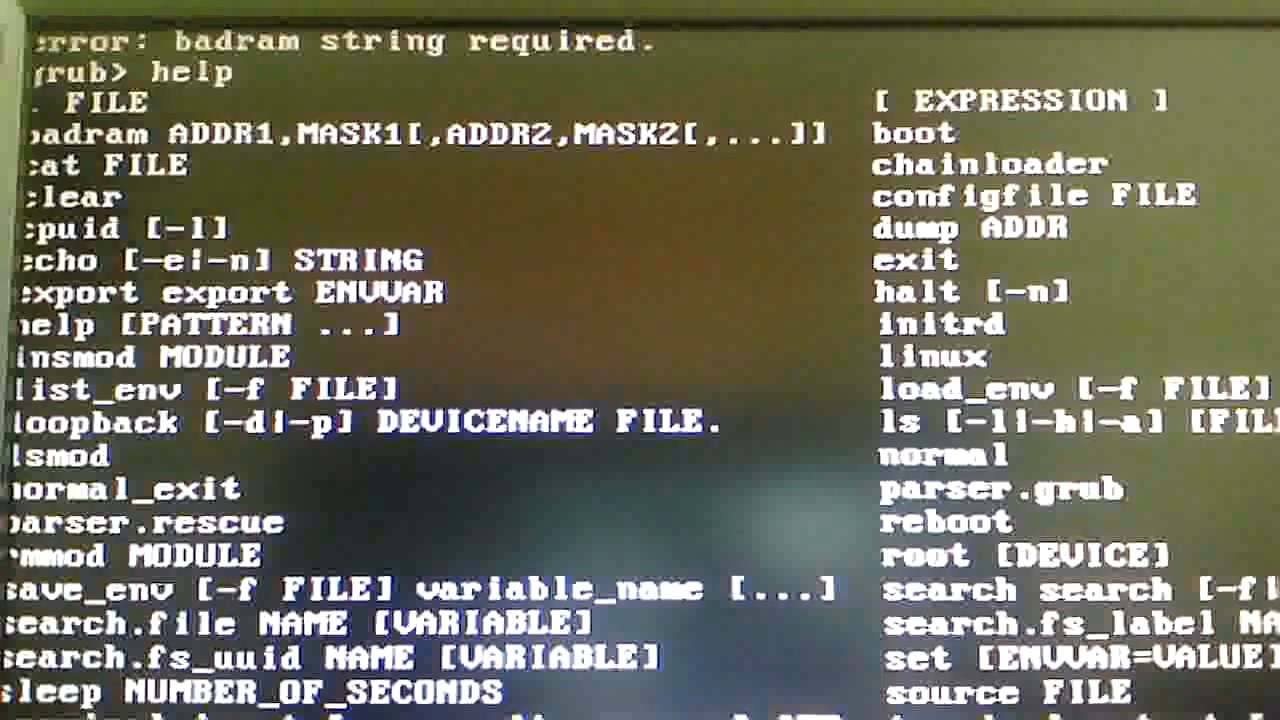 error: badram string required.
grub> help
. FILE [ EXPRESSION ]
badram ADDR1,MASK1[,ADDR2,MASK2[,...]] boot
cat FILE chainloader
clear configfile FILE
cpuid [-l] dump ADDR
echo [-e|-n] STRING exit
export export ENVVAR halt [-n]
help [PATTERN ...] initrd
insmod MODULE linux
list_env [-f FILE] load_env [-f FILE]
loopback [-d|-p] DEVICENAME FILE. ls [-l|-h|-a] [FIL
lsmod normal
normal_exit parser.grub
parser.rescue reboot
rmmod MODULE root [DEVICE]
save_env [-f FILE] variable_name [...] search search [-f|
search.file NAME [VARIABLE] search.fs_label NA
search.fs_uuid NAME [VARIABLE] set [ENVVAR=VALUE]
sleep NUMBER_OF_SECONDS source FILE